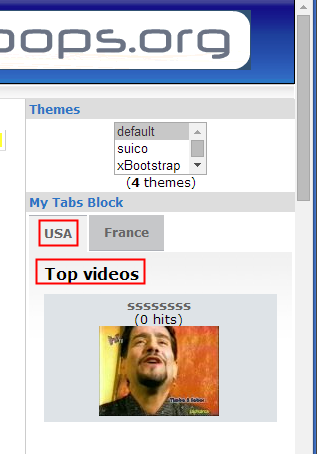 oops.org
Themes
default
suico
xBootstrap
(4 themes)
My Tabs Block
USA
France
Top videos
ssssssss
(0 hits)